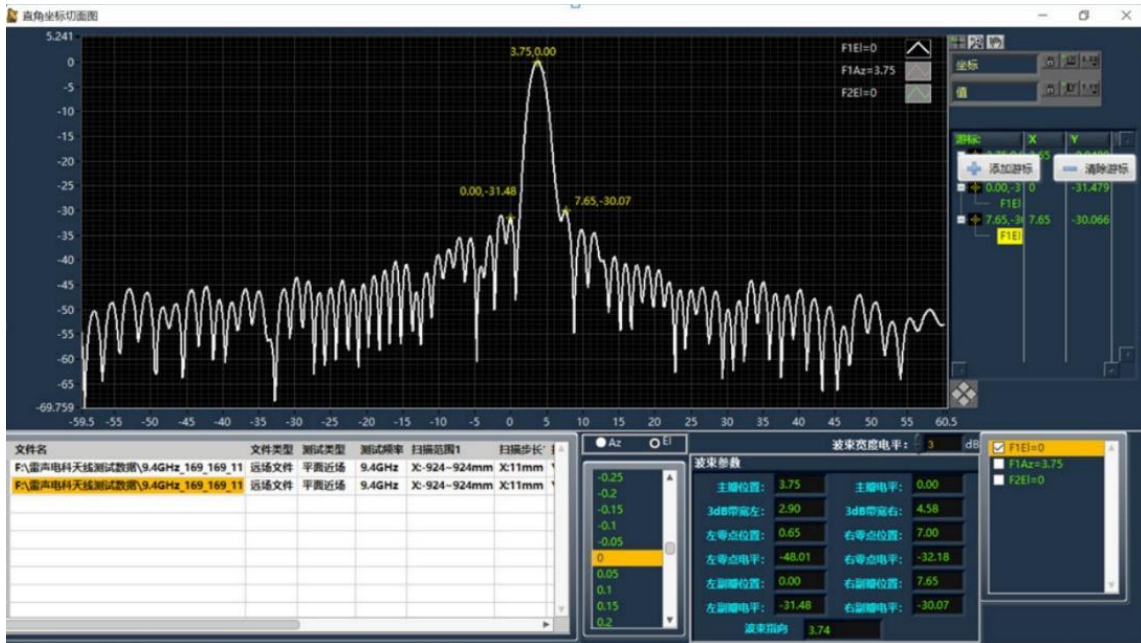 直角坐标切面图
5.241
0
-5
-10
-15
-20
-25
-30
-35
-40
-45
-50
-55
-60
-65
-69.759
-59.5 -55 -50 -45 -40 -35 -30 -25 -20 -15 -10 -5 0 5 10 15 20 25 30 35 40 45 50 55 60.5
3.75,0.00
0.00,-31.48
7.65,-30.07
F1El=0
F1Az=3.75
F2El=0
坐标
值
游标: X Y
添加游标 清除游标
0.00,-3 0 -31.479
F1El
7.65,-3 7.65 -30.066
F1El
文件名 文件类型 测试类型 测试频率 扫描范围1 扫描步长
F:\雷声电科天线测试数据\9.4GHz_169_169_11 远场文件 平面近场 9.4GHz X:-924~924mm X:11mm
F:\雷声电科天线测试数据\9.4GHz_169_169_11 远场文件 平面近场 9.4GHz X:-924~924mm X:11mm
Az El
-0.25
-0.2
-0.15
-0.1
-0.05
0
0.05
0.1
0.15
0.2
波束宽度电平: 3 dB
波束参数
主瓣位置: 3.75 主瓣电平: 0.00
3dB带宽左: 2.90 3dB带宽右: 4.58
左零点位置: 0.65 右零点位置: 7.00
左零点电平: -48.01 右零点电平: -32.18
左副瓣位置: 0.00 右副瓣位置: 7.65
左副瓣电平: -31.48 右副瓣电平: -30.07
波束指向 3.74
F1El=0
F1Az=3.75
F2El=0